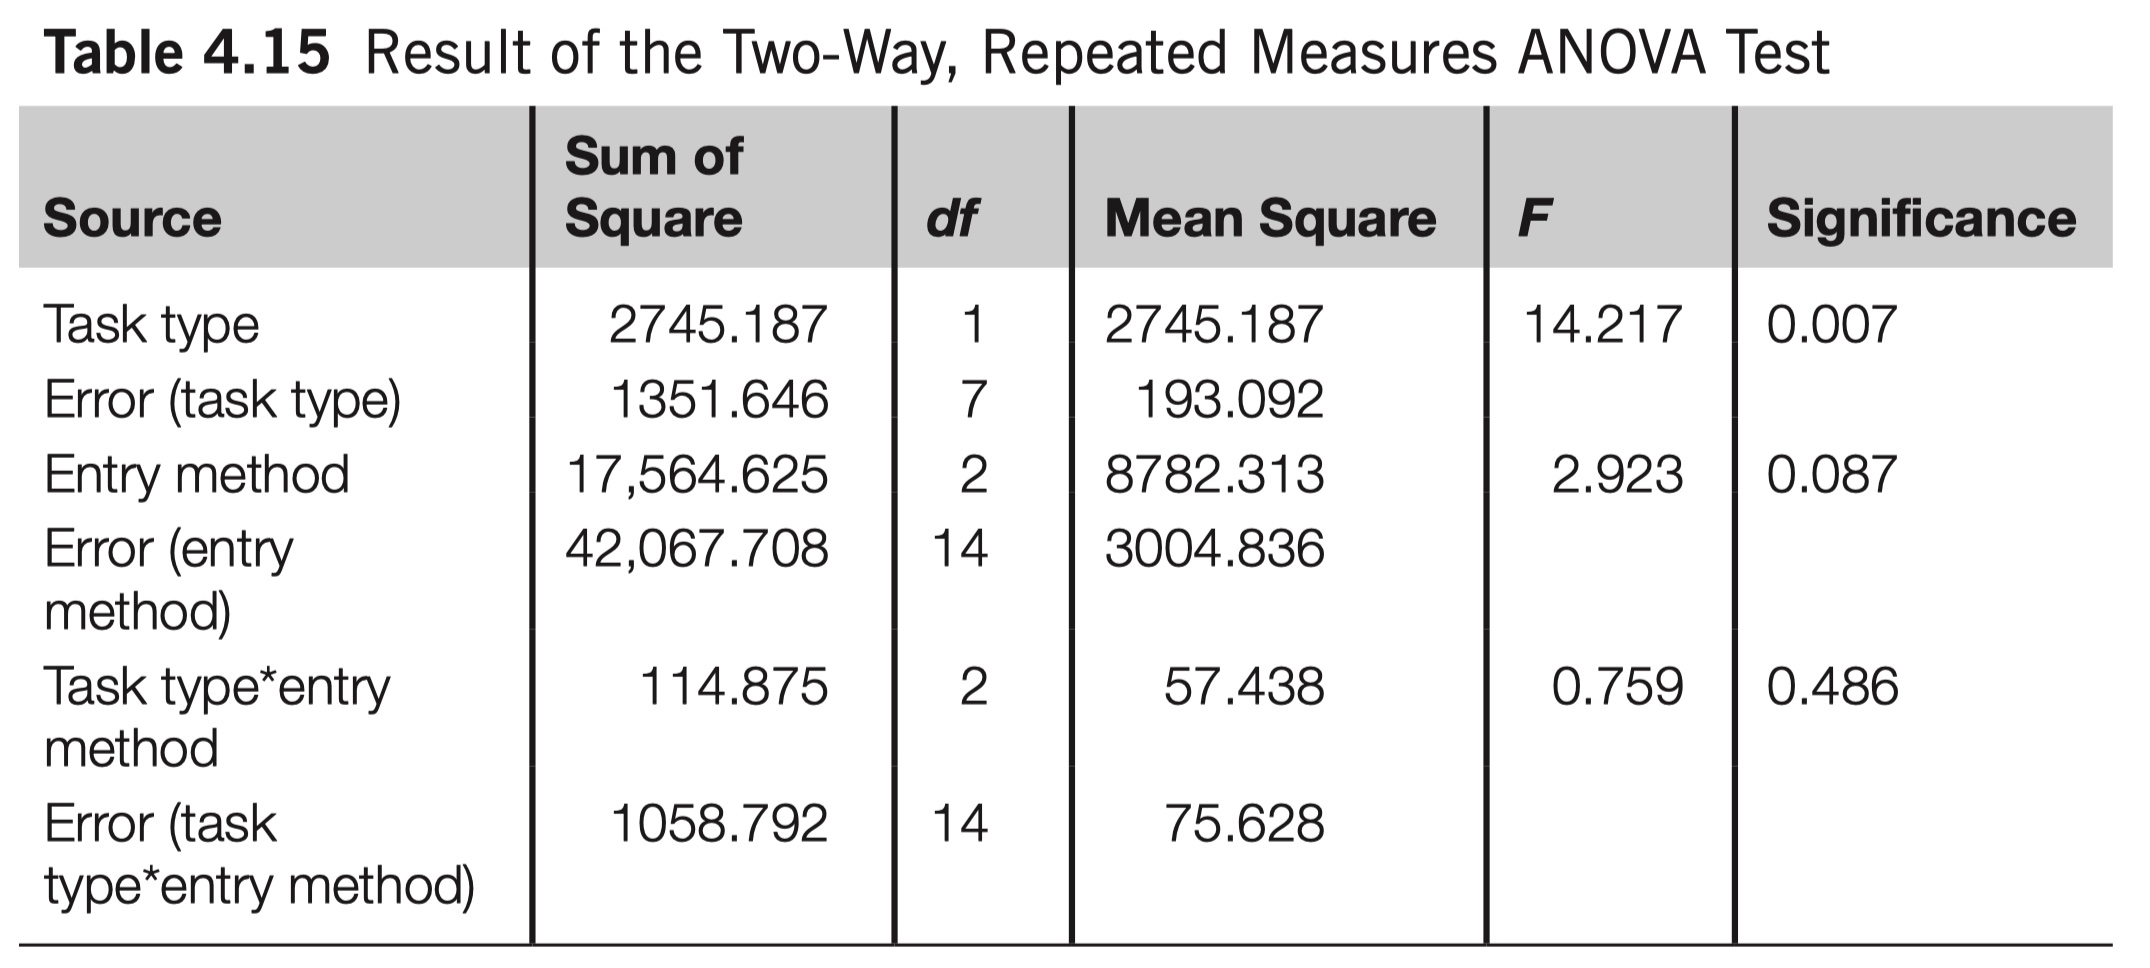 Table 4.15 Result of the Two-Way, Repeated Measures ANOVA Test
Source Sum of Square df Mean Square F Significance
Task type 2745.187 1 2745.187 14.217 0.007
Error (task type) 1351.646 7 193.092
Entry method 17,564.625 2 8782.313 2.923 0.087
Error (entry method) 42,067.708 14 3004.836
Task type*entry method 114.875 2 57.438 0.759 0.486
Error (task type*entry method) 1058.792 14 75.628